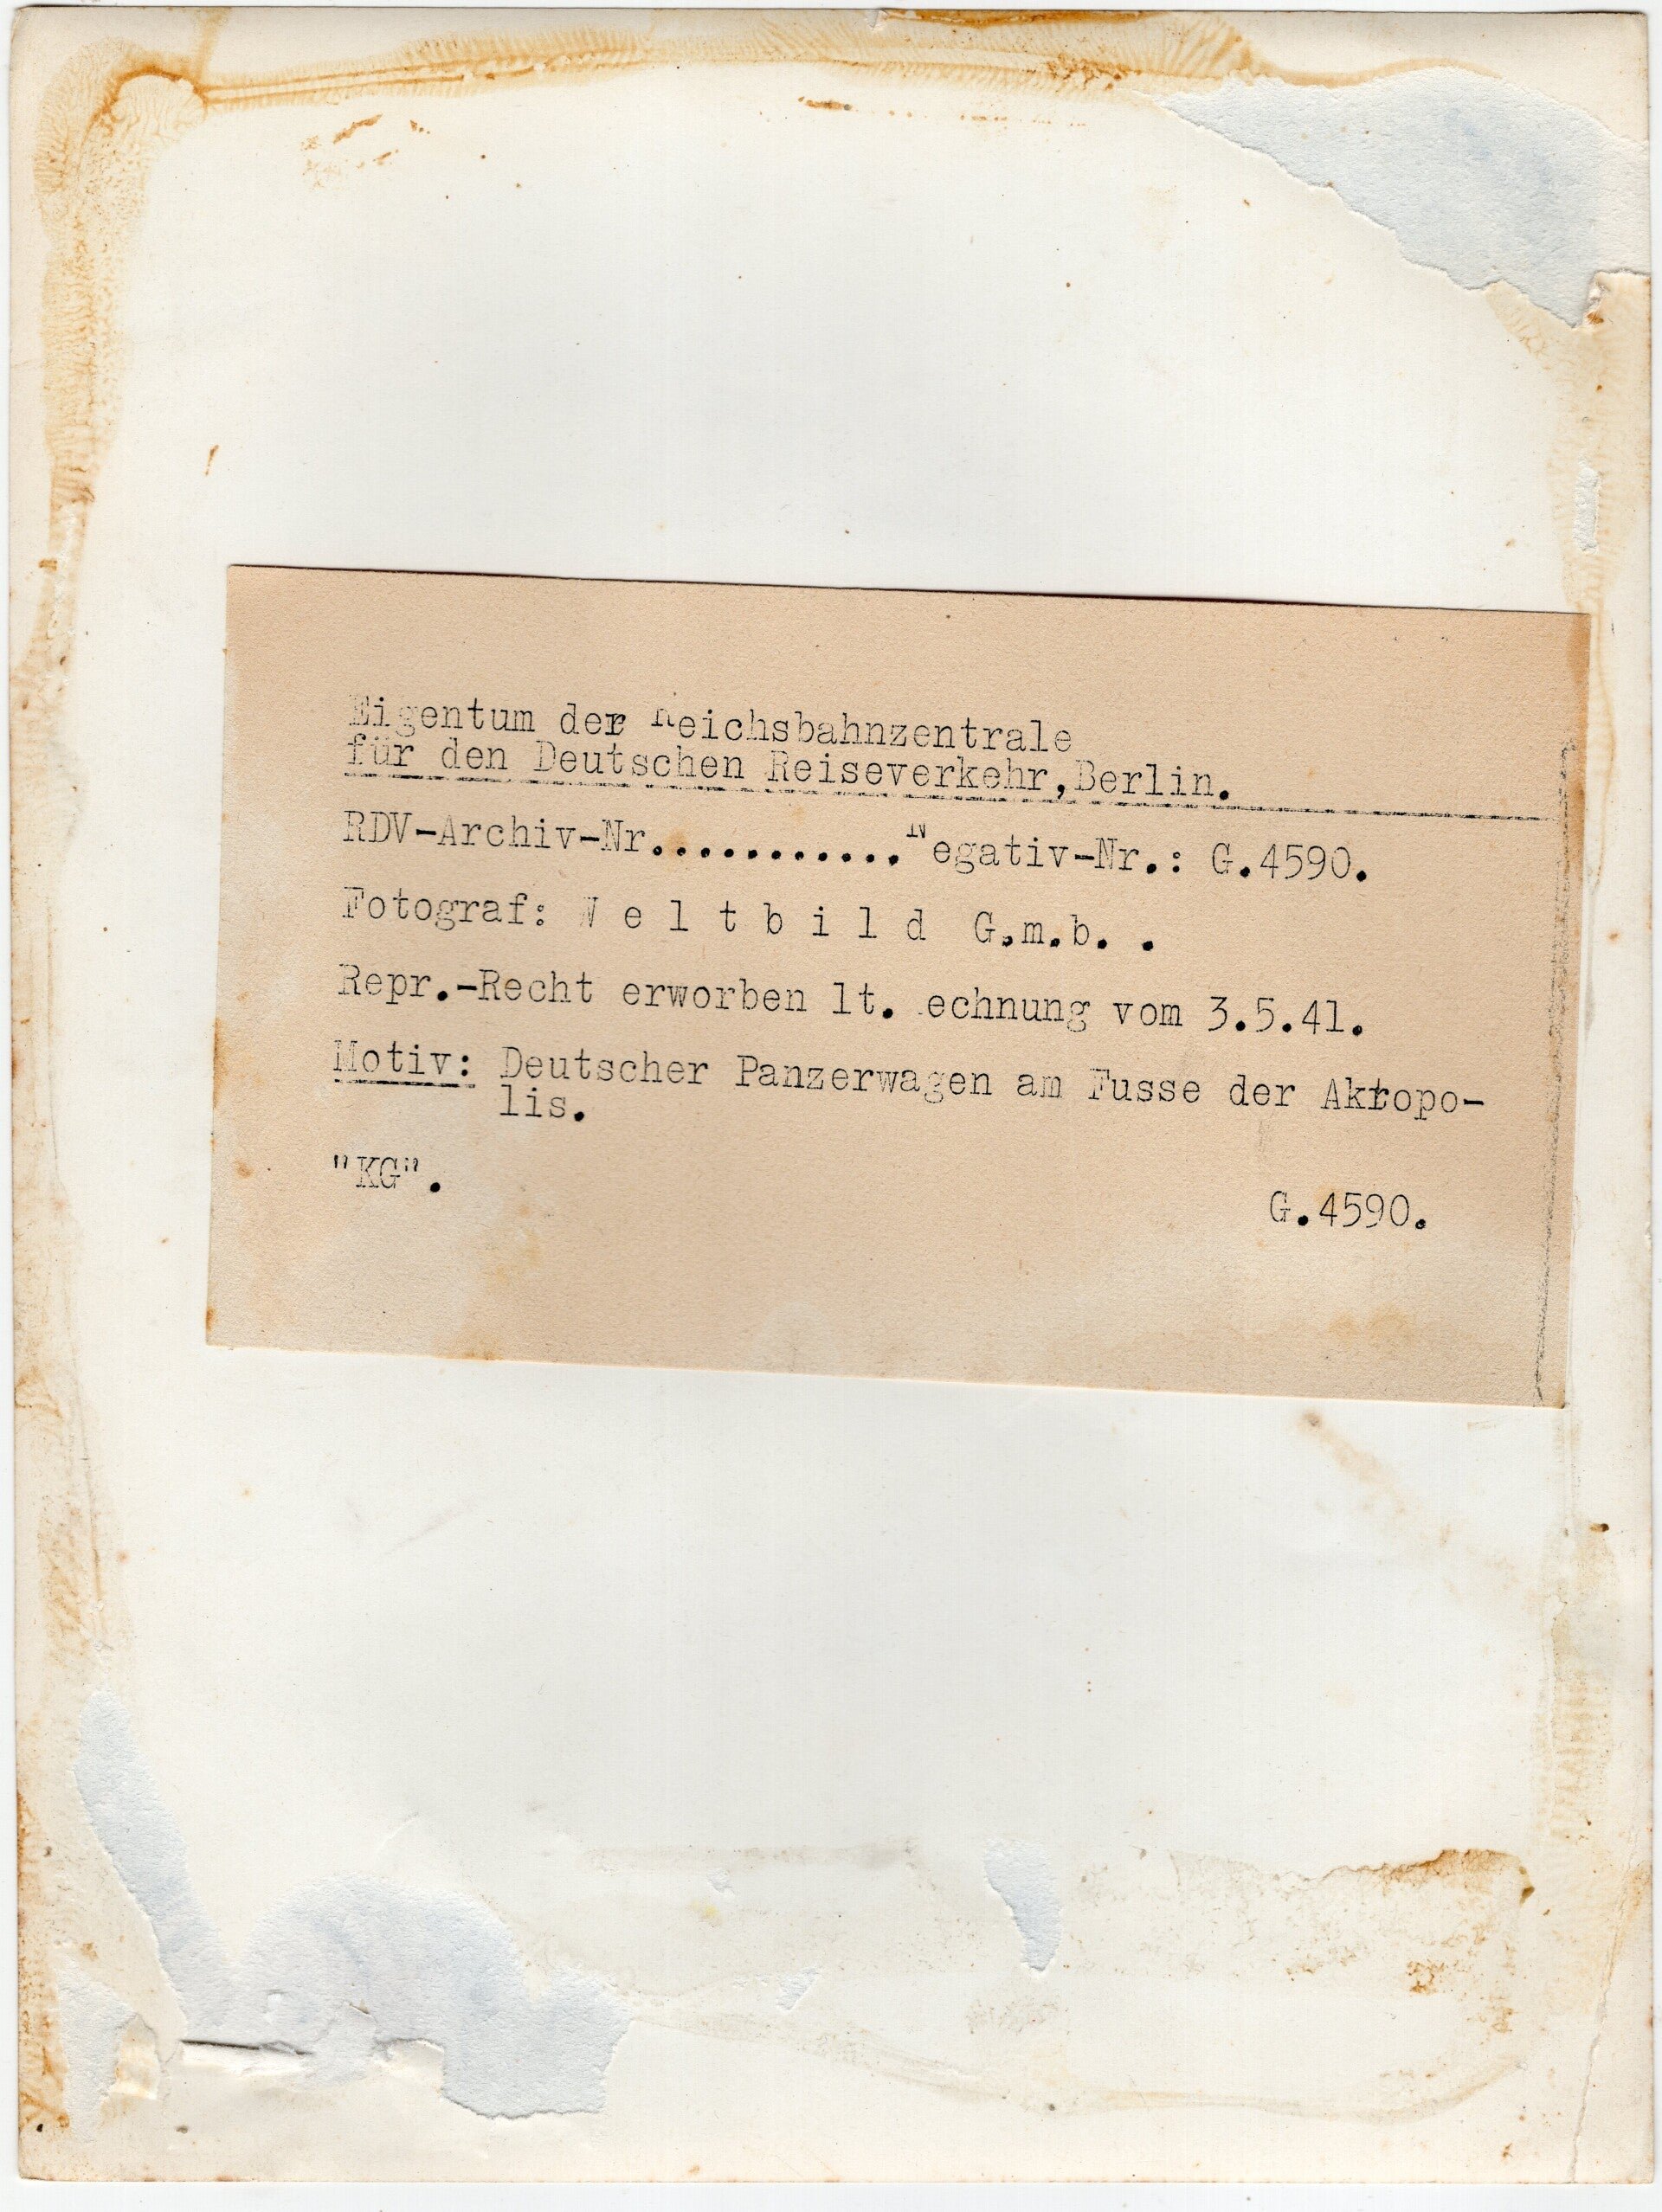 Eigentum der Reichsbahnzentrale
für den Deutschen Reiseverkehr,Berlin.
RDV-Archiv-Nr........... Negativ-Nr.: G.4590.
Fotograf: W e l t b i l d G.m.b. .
Repr.-Recht erworben lt. echnung vom 3.5.41.
Motiv: Deutscher Panzerwagen am Fusse der Akropo-
lis.
"KG".
G.4590.